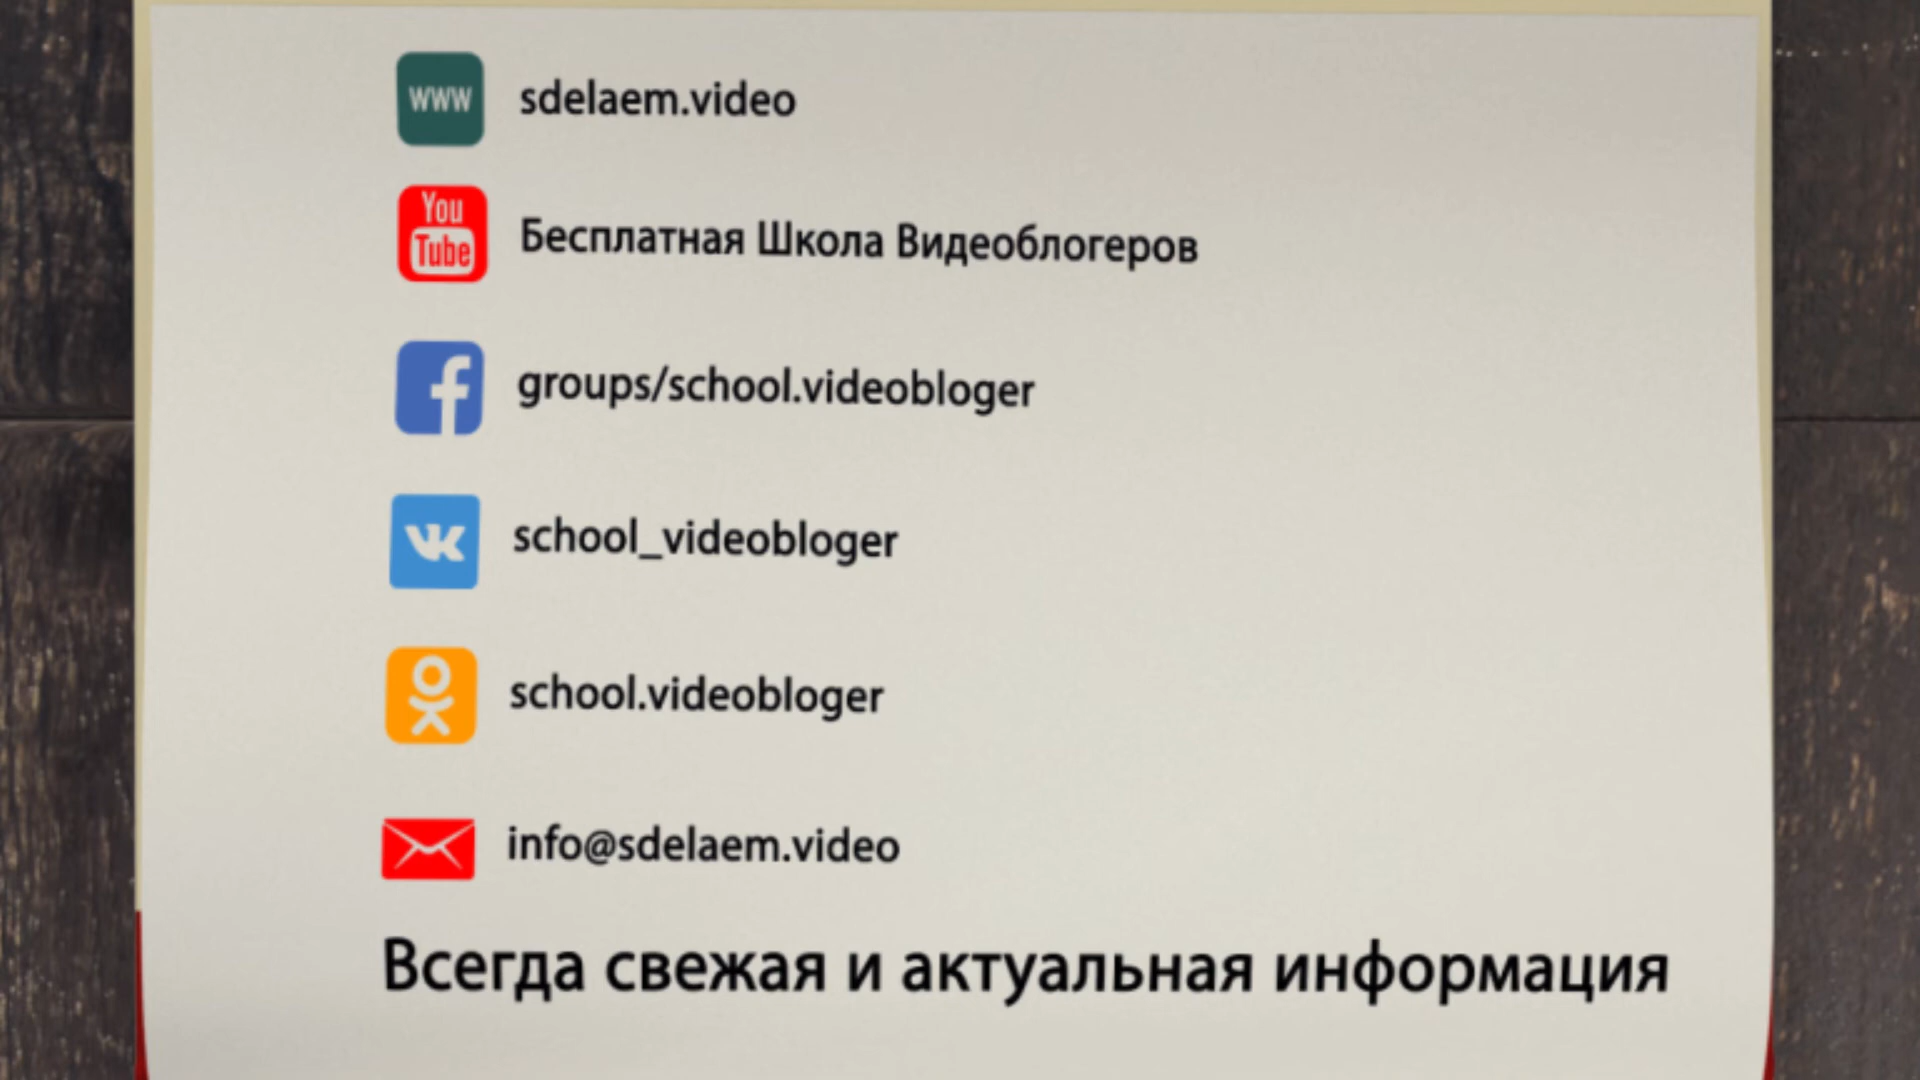 www sdelaem.video
You Tube Бесплатная Школа Видеоблогеров
groups/school.videobloger
school_videobloger
school.videobloger
info@sdelaem.video
Всегда свежая и актуальная информация